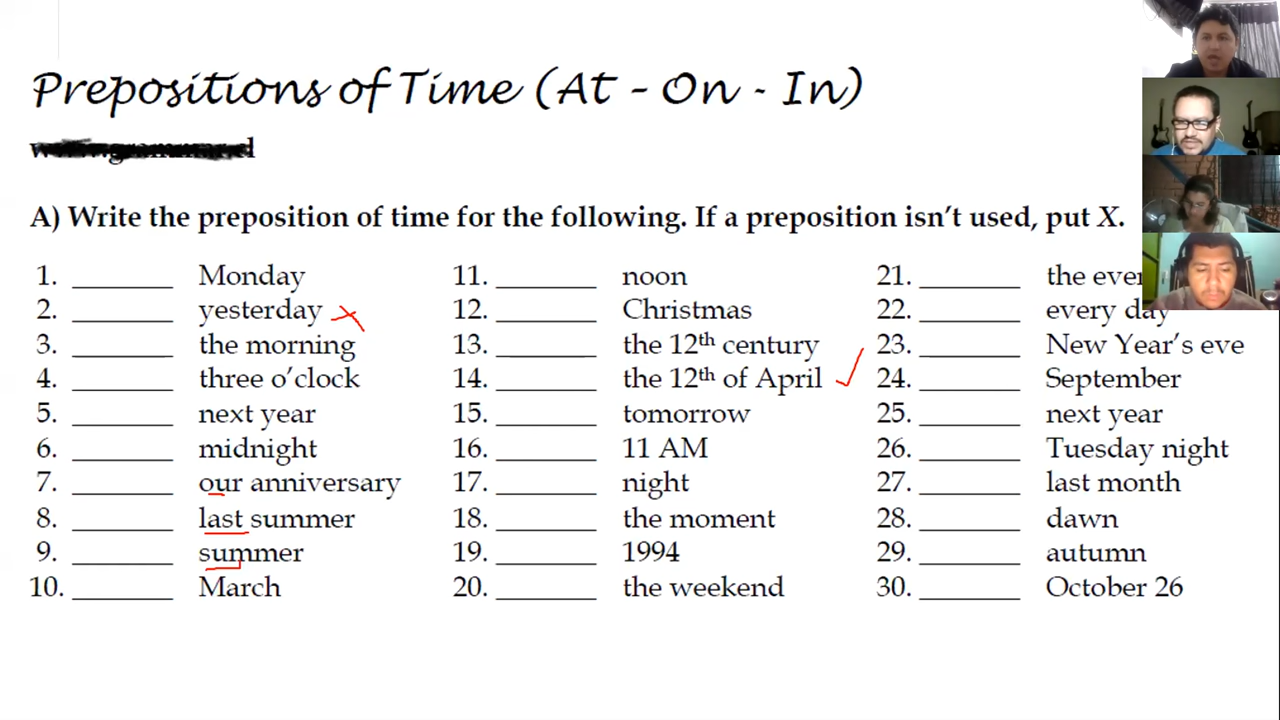 Prepositions of Time (At – On - In)
A) Write the preposition of time for the following. If a preposition isn't used, put X.
1. ________ Monday
2. ________ yesterday
3. ________ the morning
4. ________ three o'clock
5. ________ next year
6. ________ midnight
7. ________ our anniversary
8. ________ last summer
9. ________ summer
10. ________ March
11. ________ noon
12. ________ Christmas
13. ________ the 12th century
14. ________ the 12th of April
15. ________ tomorrow
16. ________ 11 AM
17. ________ night
18. ________ the moment
19. ________ 1994
20. ________ the weekend
21. ________ the
22. ________ every day
23. ________ New Year's eve
24. ________ September
25. ________ next year
26. ________ Tuesday night
27. ________ last month
28. ________ dawn
29. ________ autumn
30. ________ October 26